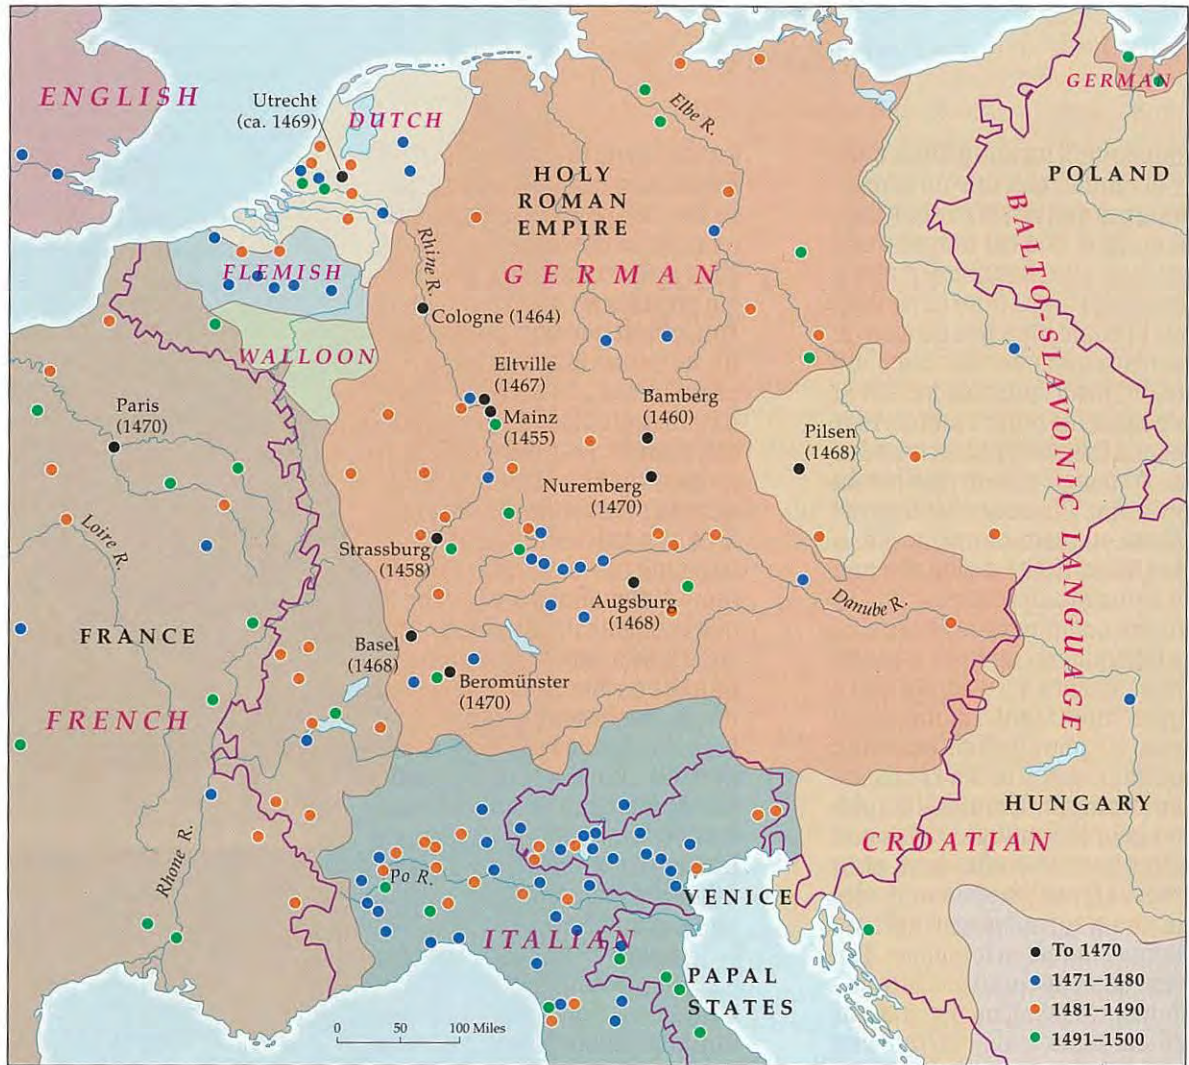 ENGLISH
Utrecht
(ca. 1469)
DUTCH
Elbe R.
GERMAN
HOLY
ROMAN
EMPIRE
POLAND
BALTO-SLAVONIC LANGUAGE
Rhine R.
FLEMISH
GERMAN
Cologne (1464)
WALLOON
Eltville
(1467)
Mainz
(1455)
Bamberg
(1460)
Paris
(1470)
Pilsen
(1468)
Nuremberg
(1470)
Loire R.
Strassburg
(1458)
Augsburg
(1468)
Danube R.
FRANCE
Basel
(1468)
Beromünster
(1470)
FRENCH
HUNGARY
CROATIAN
Rhone R.
Po R.
VENICE
ITALIAN
PAPAL
STATES
To 1470
1471–1480
1481–1490
1491–1500
0 50 100 Miles